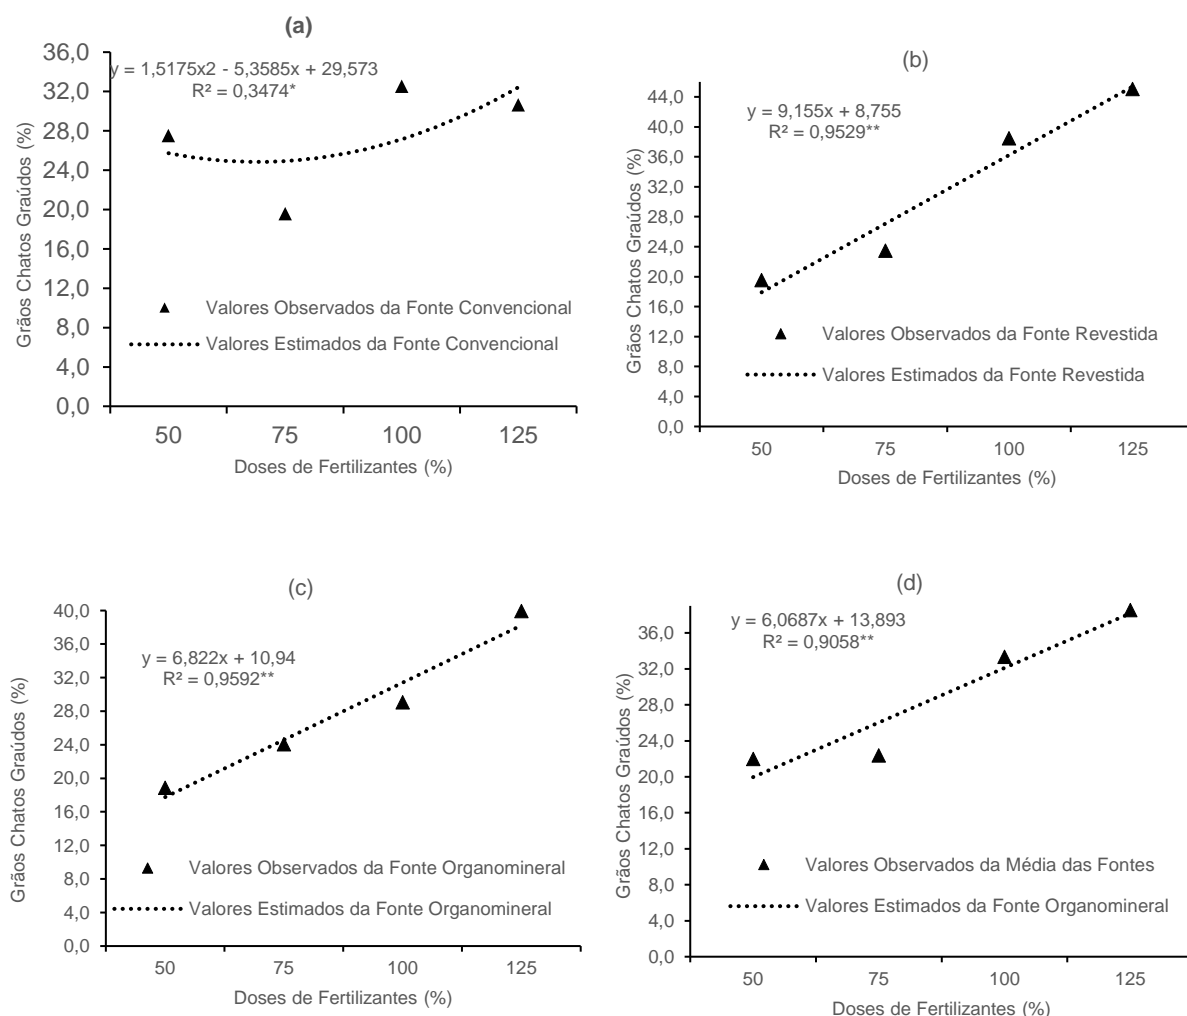 (a)
Grãos Chatos Graúdos (%)
36,0
32,0
28,0
24,0
20,0
16,0
12,0
8,0
4,0
0,0
y = 1,5175x2 - 5,3585x + 29,573
R² = 0,3474*
Valores Observados da Fonte Convencional
Valores Estimados da Fonte Convencional
50 75 100 125
Doses de Fertilizantes (%)
(b)
Grãos Chatos Graúdos (%)
44,0
40,0
36,0
32,0
28,0
24,0
20,0
16,0
12,0
8,0
4,0
0,0
y = 9,155x + 8,755
R² = 0,9529**
Valores Observados da Fonte Revestida
Valores Estimados da Fonte Revestida
50 75 100 125
Doses de Fertilizantes (%)
(c)
Grãos Chatos Graúdos (%)
40,0
36,0
32,0
28,0
24,0
20,0
16,0
12,0
8,0
4,0
0,0
y = 6,822x + 10,94
R² = 0,9592**
Valores Observados da Fonte Organomineral
Valores Estimados da Fonte Organomineral
50 75 100 125
Doses de Fertilizantes (%)
(d)
Grãos Chatos Graúdos (%)
36,0
32,0
28,0
24,0
20,0
16,0
12,0
8,0
4,0
0,0
y = 6,0687x + 13,893
R² = 0,9058**
Valores Observados da Média das Fontes
Valores Estimados da Fonte Organomineral
50 75 100 125
Doses de Fertilizantes (%)